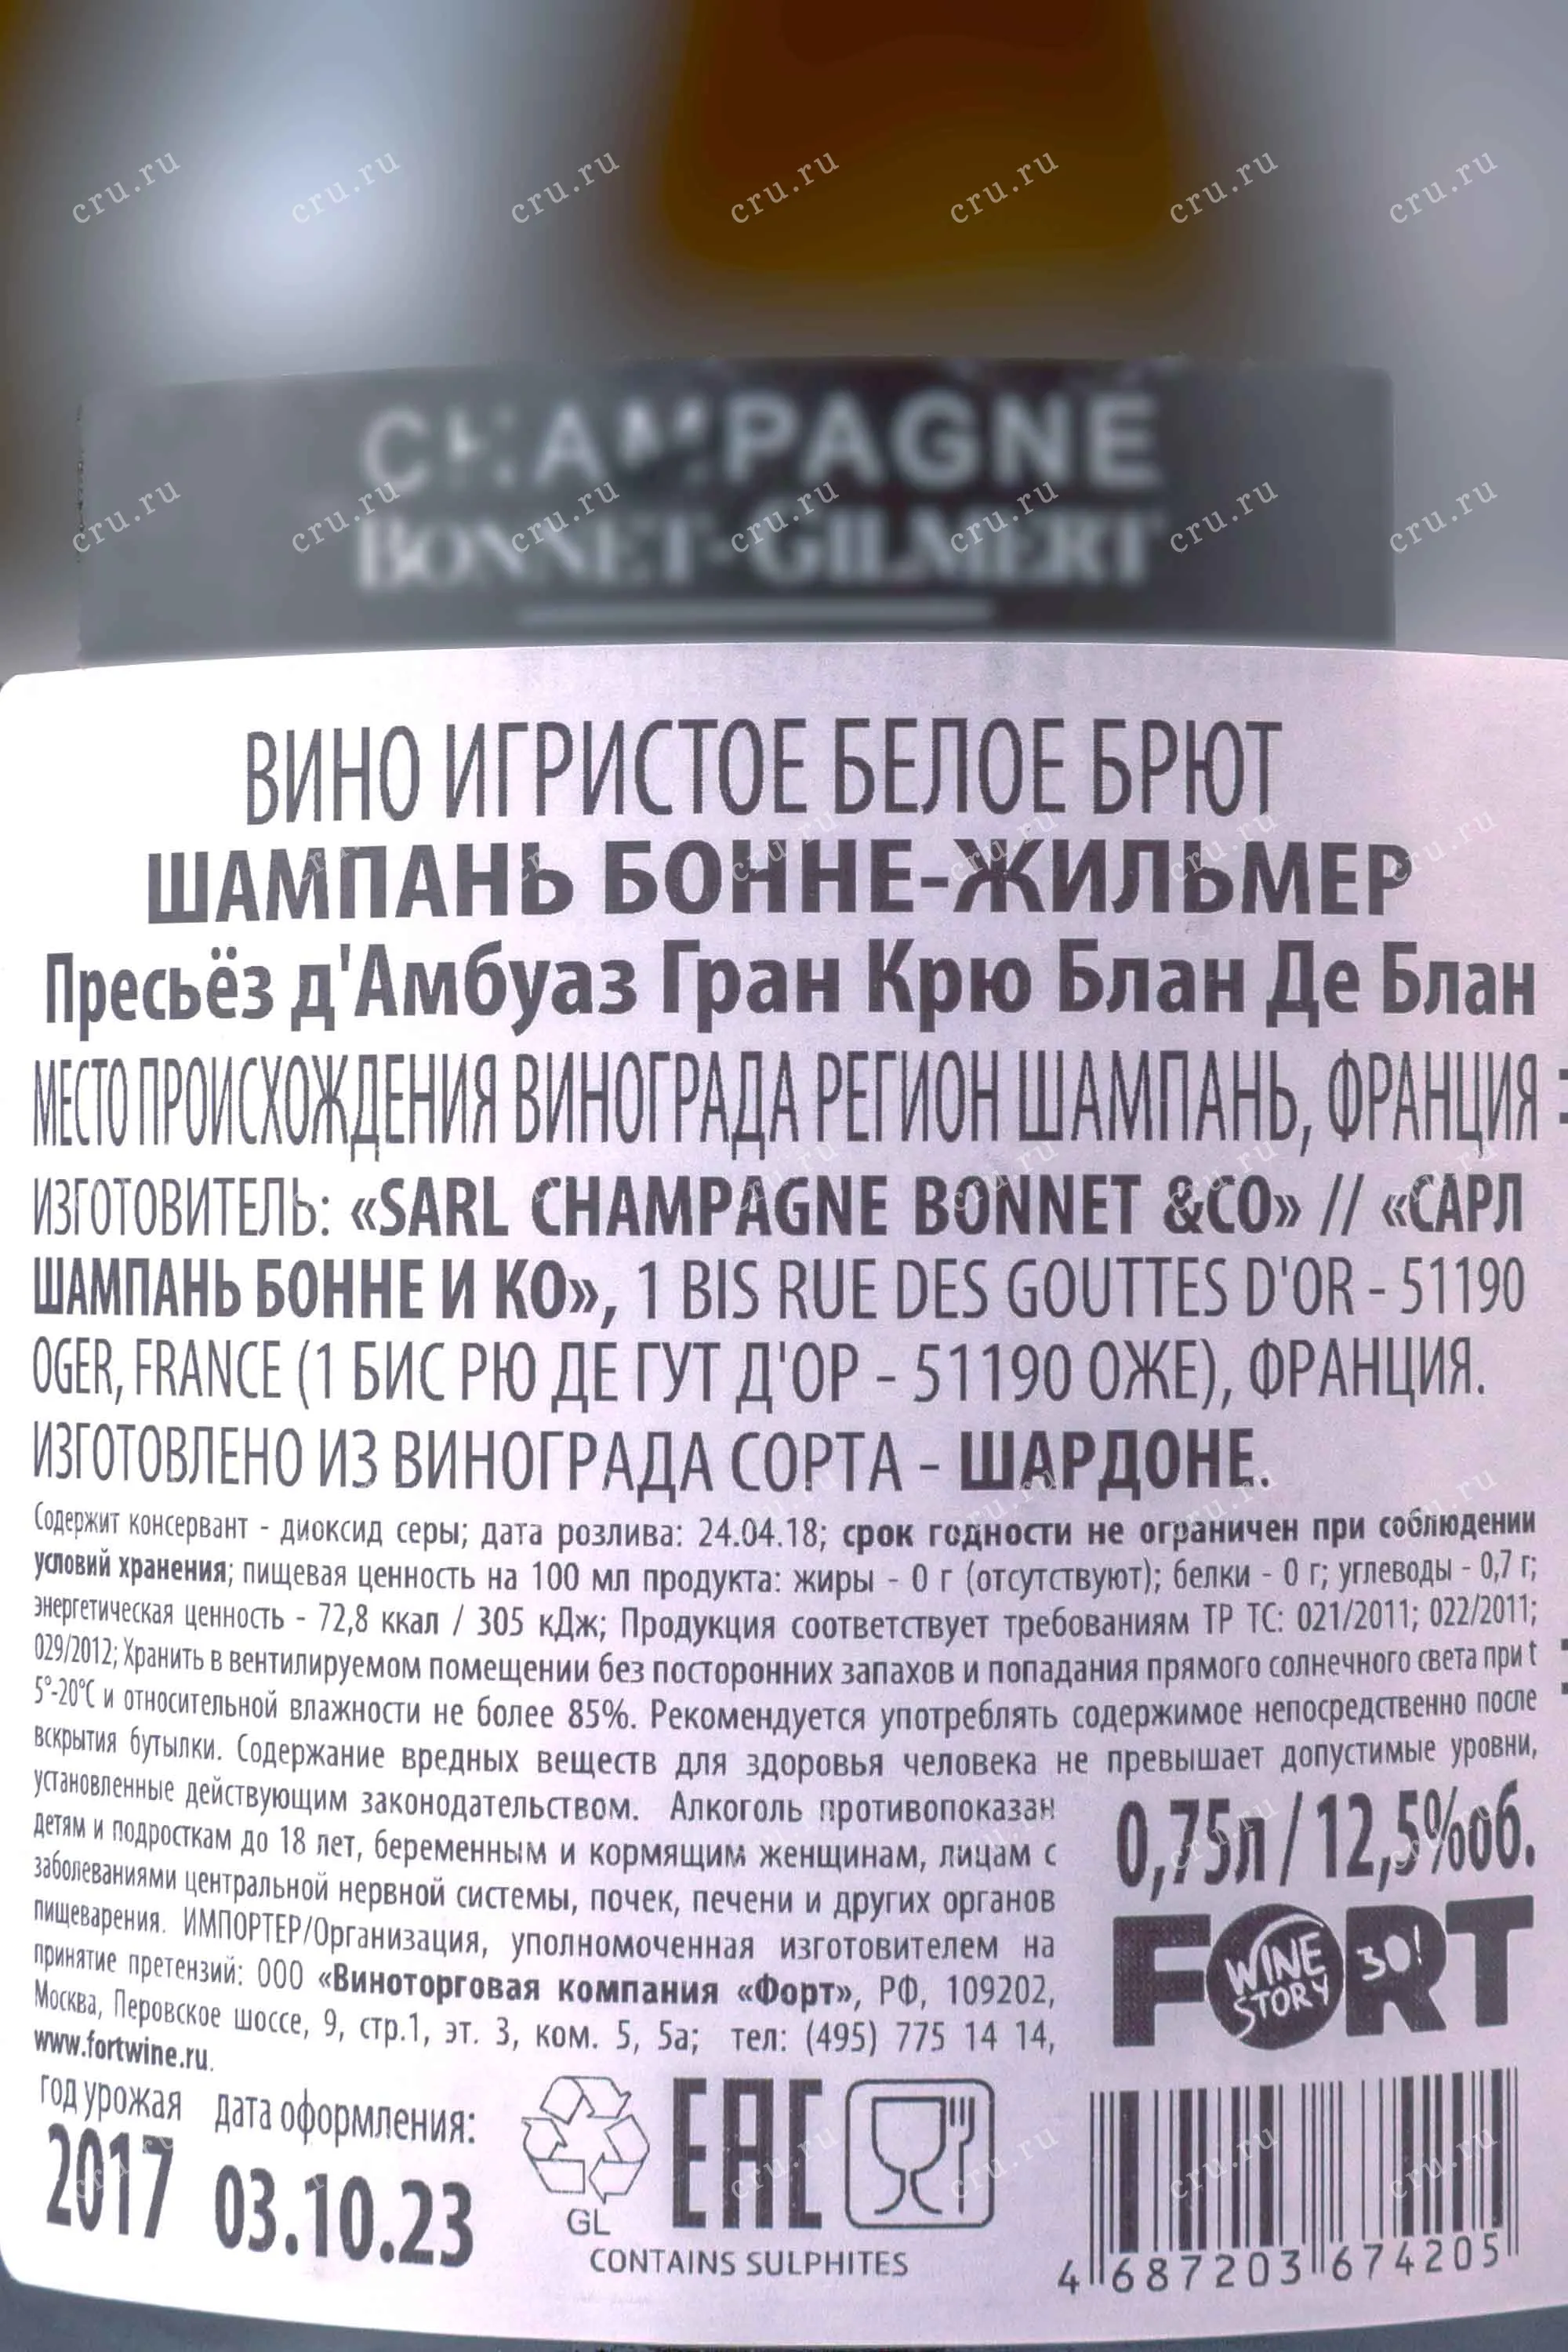 CHAMPAGNE
BONNET-GILMERT
ВИНО ИГРИСТОЕ БЕЛОЕ БРЮТ
ШАМПАНЬ БОННЕ-ЖИЛЬМЕР
Пресьёз д'Амбуаз Гран Крю Блан Де Блан
МЕСТО ПРОИСХОЖДЕНИЯ ВИНОГРАДА РЕГИОН ШАМПАНЬ, ФРАНЦИЯ
ИЗГОТОВИТЕЛЬ: «SARL CHAMPAGNE BONNET &CO» // «САРЛ
ШАМПАНЬ БОННЕ И КО», 1 BIS RUE DES GOUTTES D'OR - 51190
OGER, FRANCE (1 БИС РЮ ДЕ ГУТ Д'ОР - 51190 ОЖЕ), ФРАНЦИЯ.
ИЗГОТОВЛЕНО ИЗ ВИНОГРАДА СОРТА - ШАРДОНЕ.
Содержит консервант - диоксид серы; дата розлива: 24.04.18; срок годности не ограничен при соблюдении
условий хранения; пищевая ценность на 100 мл продукта: жиры - 0 г (отсутствуют); белки - 0 г; углеводы - 0,7 г;
энергетическая ценность - 72,8 ккал / 305 кДж; Продукция соответствует требованиям ТР ТС: 021/2011; 022/2011;
029/2012; Хранить в вентилируемом помещении без посторонних запахов и попадания прямого солнечного света при t
5°-20°C и относительной влажности не более 85%. Рекомендуется употреблять содержимое непосредственно после
вскрытия бутылки. Содержание вредных веществ для здоровья человека не превышает допустимые уровни,
установленные действующим законодательством. Алкоголь противопоказан
детям и подросткам до 18 лет, беременным и кормящим женщинам, лицам с
заболеваниями центральной нервной системы, почек, печени и других органов
пищеварения. ИМПОРТЕР/Организация, уполномоченная изготовителем на
принятие претензий: ООО «Виноторговая компания «Форт», РФ, 109202,
Москва, Перовское шоссе, 9, стр.1, эт. 3, ком. 5, 5а; тел: (495) 775 14 14,
www.fortwine.ru.
0,75л / 12,5%об.
FORT
WINE STORY 30!
год урожая
2017
дата оформления:
03.10.23
GL
EAC
CONTAINS SULPHITES
4 687203 674205
cru.ru